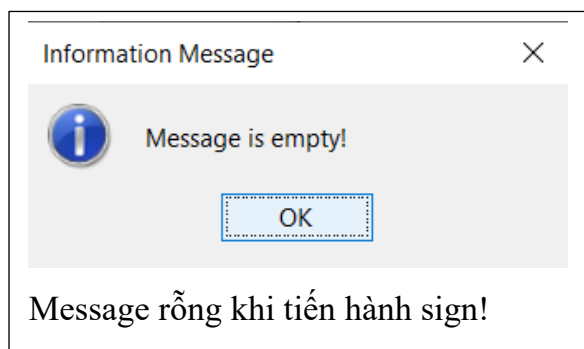 Information Message
Message is empty!
OK
Message rỗng khi tiến hành sign!